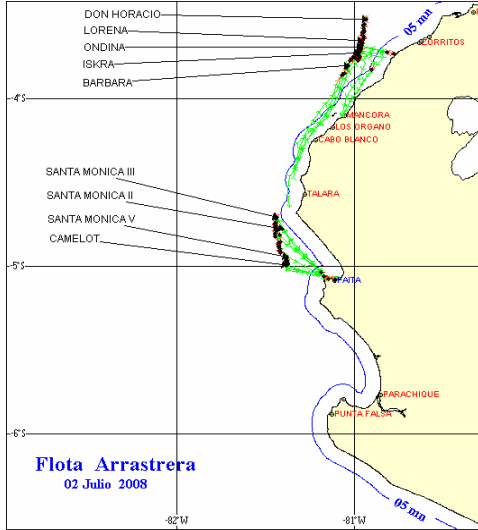 DON HORACIO
LORENA
ONDINA
ISKRA
BARBARA
05 mn
ZORRITOS
-4°S
MANCORA
LOS ORGANO
CABO BLANCO
TALARA
SANTA MONICA III
SANTA MONICA II
SANTA MONICA V
CAMELOT
-5°S
PAITA
PARACHIQUE
PUNTA FALSA
-6°S
Flota Arrastrera
02 Julio 2008
05 mn
-82°W
-81°W